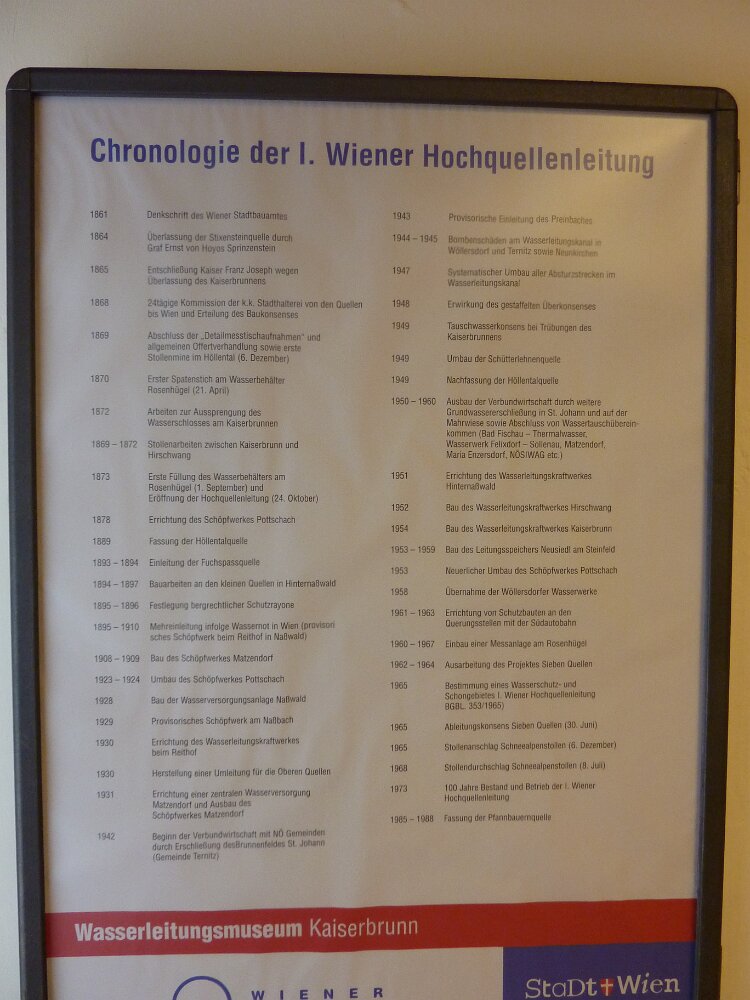 Chronologie der I. Wiener Hochquellenleitung
1861 Denkschrift des Wiener Stadtbauamtes
1864 Überlassung der Stixensteinquelle durch
Graf Ernst von Hoyos Sprinzenstein
1865 Entschließung Kaiser Franz Joseph wegen
Überlassung des Kaiserbrunnens
1868 24tägige Kommission der k.k. Stadthalterei von den Quellen
bis Wien und Erteilung des Baukonsenses
1869 Abschluss der „Detailmesstischaufnahmen" und
allgemeinen Offertverhandlung sowie erste
Stollenmine im Höllental (6. Dezember)
1870 Erster Spatenstich am Wasserbehälter
Rosenhügel (21. April)
1872 Arbeiten zur Aussprengung des
Wasserschlosses am Kaiserbrunnen
1869 – 1872 Stollenarbeiten zwischen Kaiserbrunn und
Hirschwang
1873 Erste Füllung des Wasserbehälters am
Rosenhügel (1. September) und
Eröffnung der Hochquellenleitung (24. Oktober)
1878 Errichtung des Schöpfwerkes Pottschach
1889 Fassung der Höllentalquelle
1893 – 1894 Einleitung der Fuchspassquelle
1894 – 1897 Bauarbeiten an den kleinen Quellen in Hinternaßwald
1895 – 1896 Festlegung bergrechtlicher Schutzrayone
1895 – 1910 Mehreinleitung infolge Wassernot in Wien (provisori
sches Schöpfwerk beim Reithof in Naßwald)
1908 – 1909 Bau des Schöpfwerkes Matzendorf
1923 – 1924 Umbau des Schöpfwerkes Pottschach
1928 Bau der Wasserversorgungsanlage Naßwald
1929 Provisorisches Schöpfwerk am Naßbach
1930 Errichtung des Wasserleitungskraftwerkes
beim Reithof
1930 Herstellung einer Umleitung für die Oberen Quellen
1931 Errichtung einer zentralen Wasserversorgung
Matzendorf und Ausbau des
Schöpfwerkes Matzendorf
1942 Beginn der Verbundwirtschaft mit NÖ Gemeinden
durch Erschließung desBrunnenfeldes St. Johann
(Gemeinde Ternitz)
1943 Provisorische Einleitung des Preinbaches
1944 – 1945 Bombenschäden am Wasserleitungskanal in
Wöllersdorf und Ternitz sowie Neunkirchen
1947 Systematischer Umbau aller Absturzstrecken im
Wasserleitungskanal
1948 Erwirkung des gestaffelten Überkonsenses
1949 Tauschwasserkonsens bei Trübungen des
Kaiserbrunnens
1949 Umbau der Schütterlehnenquelle
1949 Nachfassung der Höllentalquelle
1950 – 1960 Ausbau der Verbundwirtschaft durch weitere
Grundwassererschließung in St. Johann und auf der
Mahrwiese sowie Abschluss von Wassertauschüberein-
kommen (Bad Fischau – Thermalwasser,
Wasserwerk Felixdorf – Sollenau, Matzendorf,
Maria Enzersdorf, NÖSIWAG etc.)
1951 Errichtung des Wasserleitungskraftwerkes
Hinternaßwald
1952 Bau des Wasserleitungskraftwerkes Hirschwang
1954 Bau des Wasserleitungskraftwerkes Kaiserbrunn
1953 – 1959 Bau des Leitungsspeichers Neusiedl am Steinfeld
1953 Neuerlicher Umbau des Schöpfwerkes Pottschach
1958 Übernahme der Wöllersdorfer Wasserwerke
1961 – 1963 Errichtung von Schutzbauten an den
Querungsstellen mit der Südautobahn
1960 – 1967 Einbau einer Messanlage am Rosenhügel
1962 – 1964 Ausarbeitung des Projektes Sieben Quellen
1965 Bestimmung eines Wasserschutz- und
Schongebietes I. Wiener Hochquellenleitung
BGBL. 353/1965)
1965 Ableitungskonsens Sieben Quellen (30. Juni)
1965 Stollenanschlag Schneealpenstollen (6. Dezember)
1968 Stollendurchschlag Schneealpenstollen (8. Juli)
1973 100 Jahre Bestand und Betrieb der I. Wiener
Hochquellenleitung
1985 – 1988 Fassung der Pfannbauernquelle
Wasserleitungsmuseum Kaiserbrunn
WIENER
StaDt Wien